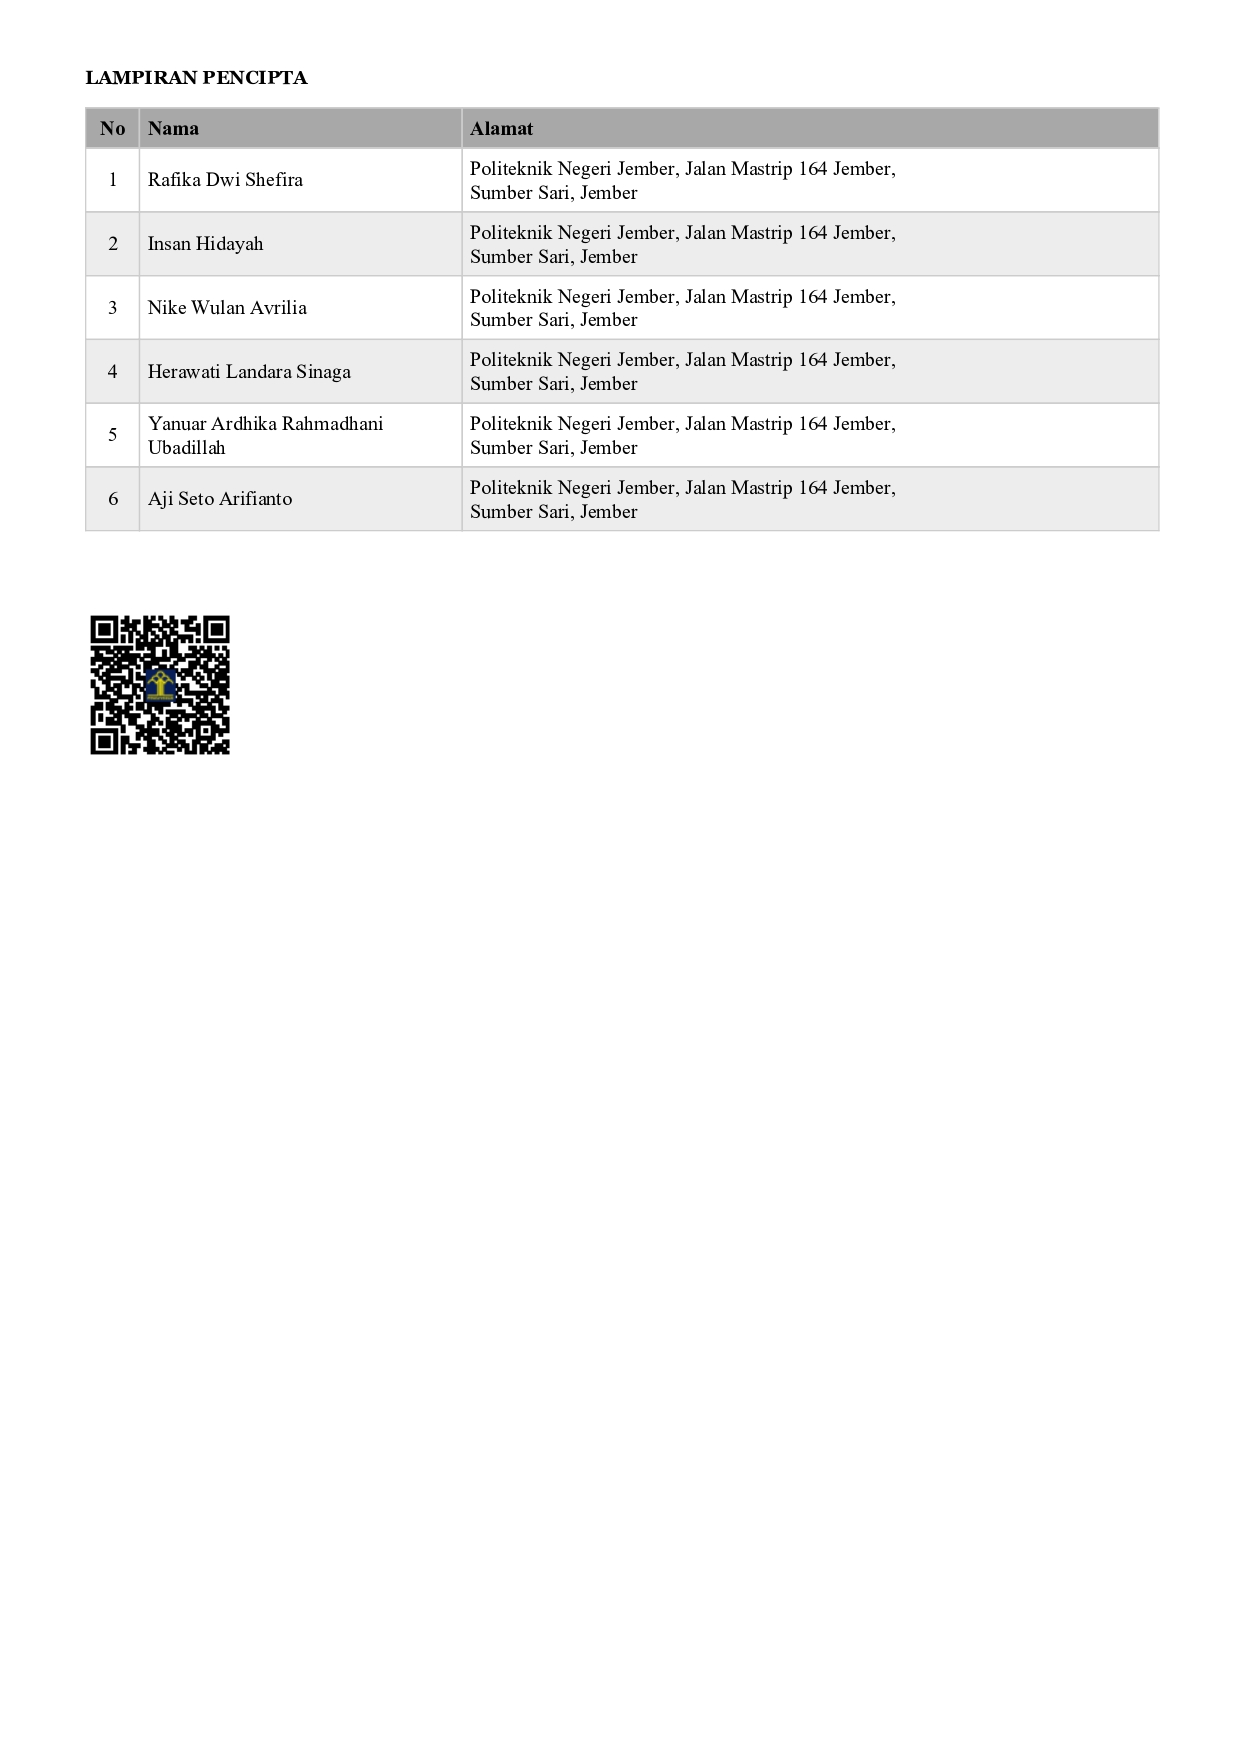 LAMPIRAN PENCIPTA
No Nama Alamat
1 Rafika Dwi Shefira Politeknik Negeri Jember, Jalan Mastrip 164 Jember,
Sumber Sari, Jember
2 Insan Hidayah Politeknik Negeri Jember, Jalan Mastrip 164 Jember,
Sumber Sari, Jember
3 Nike Wulan Avrilia Politeknik Negeri Jember, Jalan Mastrip 164 Jember,
Sumber Sari, Jember
4 Herawati Landara Sinaga Politeknik Negeri Jember, Jalan Mastrip 164 Jember,
Sumber Sari, Jember
5 Yanuar Ardhika Rahmadhani Politeknik Negeri Jember, Jalan Mastrip 164 Jember,
Ubadillah Sumber Sari, Jember
6 Aji Seto Arifianto Politeknik Negeri Jember, Jalan Mastrip 164 Jember,
Sumber Sari, Jember